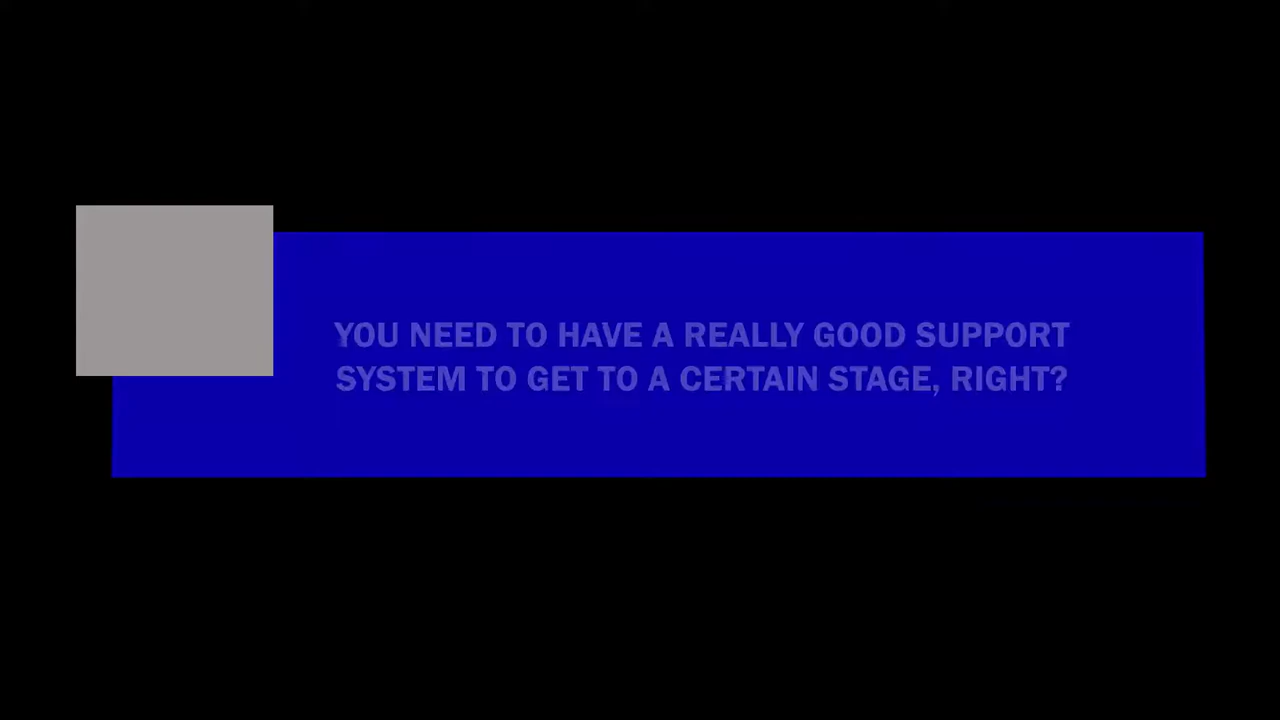 YOU NEED TO HAVE A REALLY GOOD SUPPORT
SYSTEM TO GET TO A CERTAIN STAGE, RIGHT?